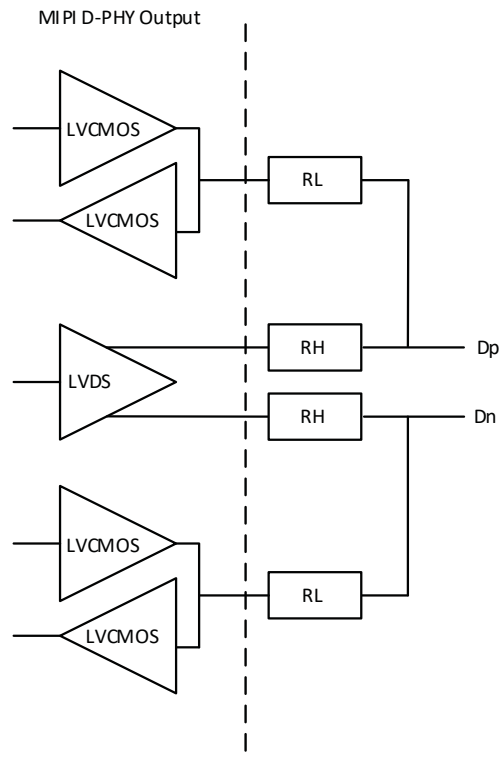 MIPI D-PHY Output
LVCMOS
RL
LVCMOS
RH
Dp
LVDS
RH
Dn
LVCMOS
RL
LVCMOS